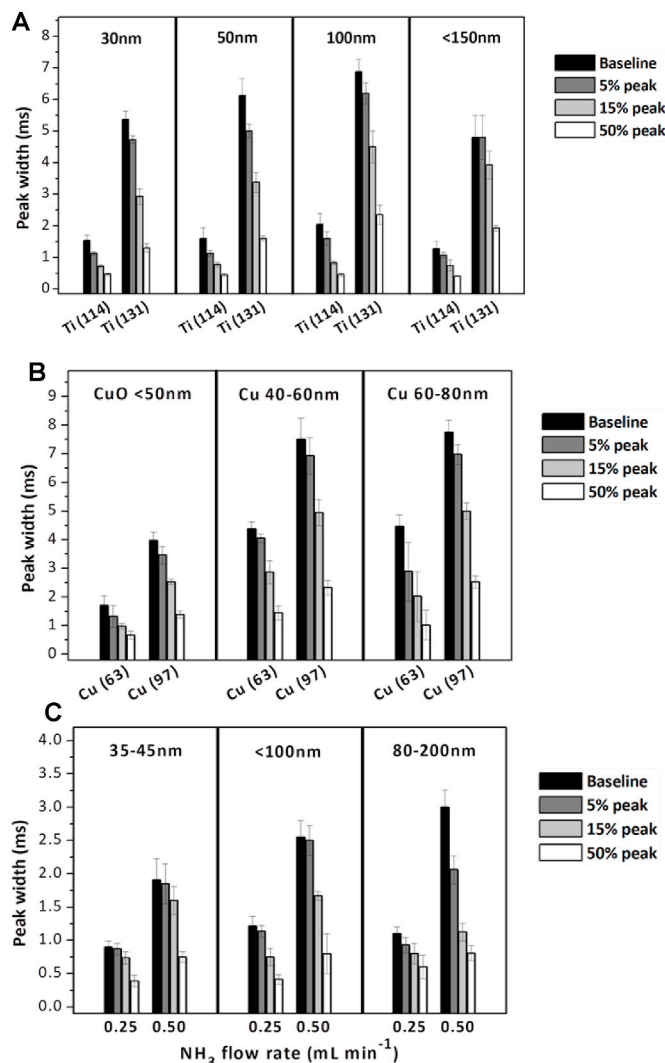 A
30nm 50nm 100nm <150nm
8
7
6
5
4
3
2
1
0
Peak width (ms)
Ti (114) Ti (131) Ti (114) Ti (131) Ti (114) Ti (131) Ti (114) Ti (131)
Baseline
5% peak
15% peak
50% peak
B
CuO <50nm Cu 40-60nm Cu 60-80nm
9
8
7
6
5
4
3
2
1
0
Peak width (ms)
Cu (63) Cu (97) Cu (63) Cu (97) Cu (63) Cu (97)
Baseline
5% peak
15% peak
50% peak
C
35-45nm <100nm 80-200nm
4.0
3.5
3.0
2.5
2.0
1.5
1.0
0.5
0.0
Peak width (ms)
0.25 0.50 0.25 0.50 0.25 0.50
NH₃ flow rate (mL min⁻¹)
Baseline
5% peak
15% peak
50% peak